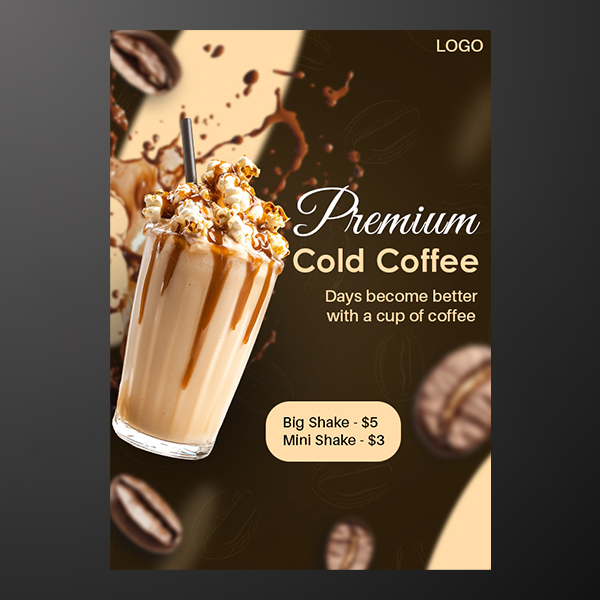 LOGO
Premium
Cold Coffee
Days become better
with a cup of coffee
Big Shake - $5
Mini Shake - $3